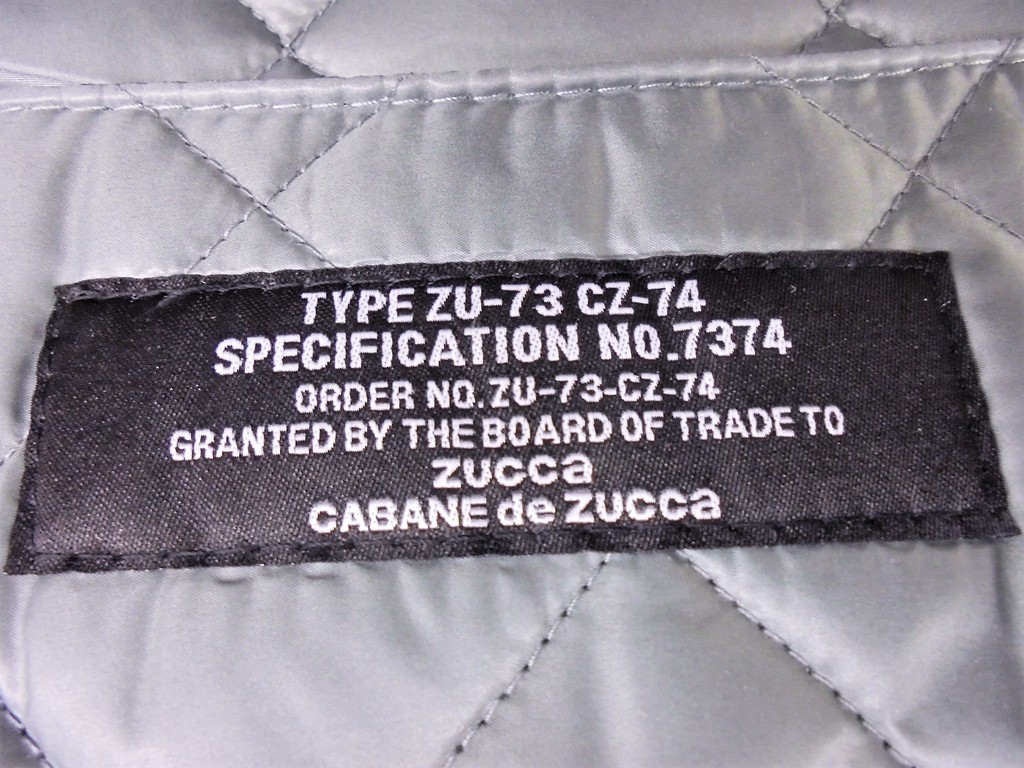 TYPE ZU-73 CZ-74
SPECIFICATION NO.7374
ORDER NO.ZU-73-CZ-74
GRANTED BY THE BOARD OF TRADE TO
ZUCCa
CABANE de ZUCCa